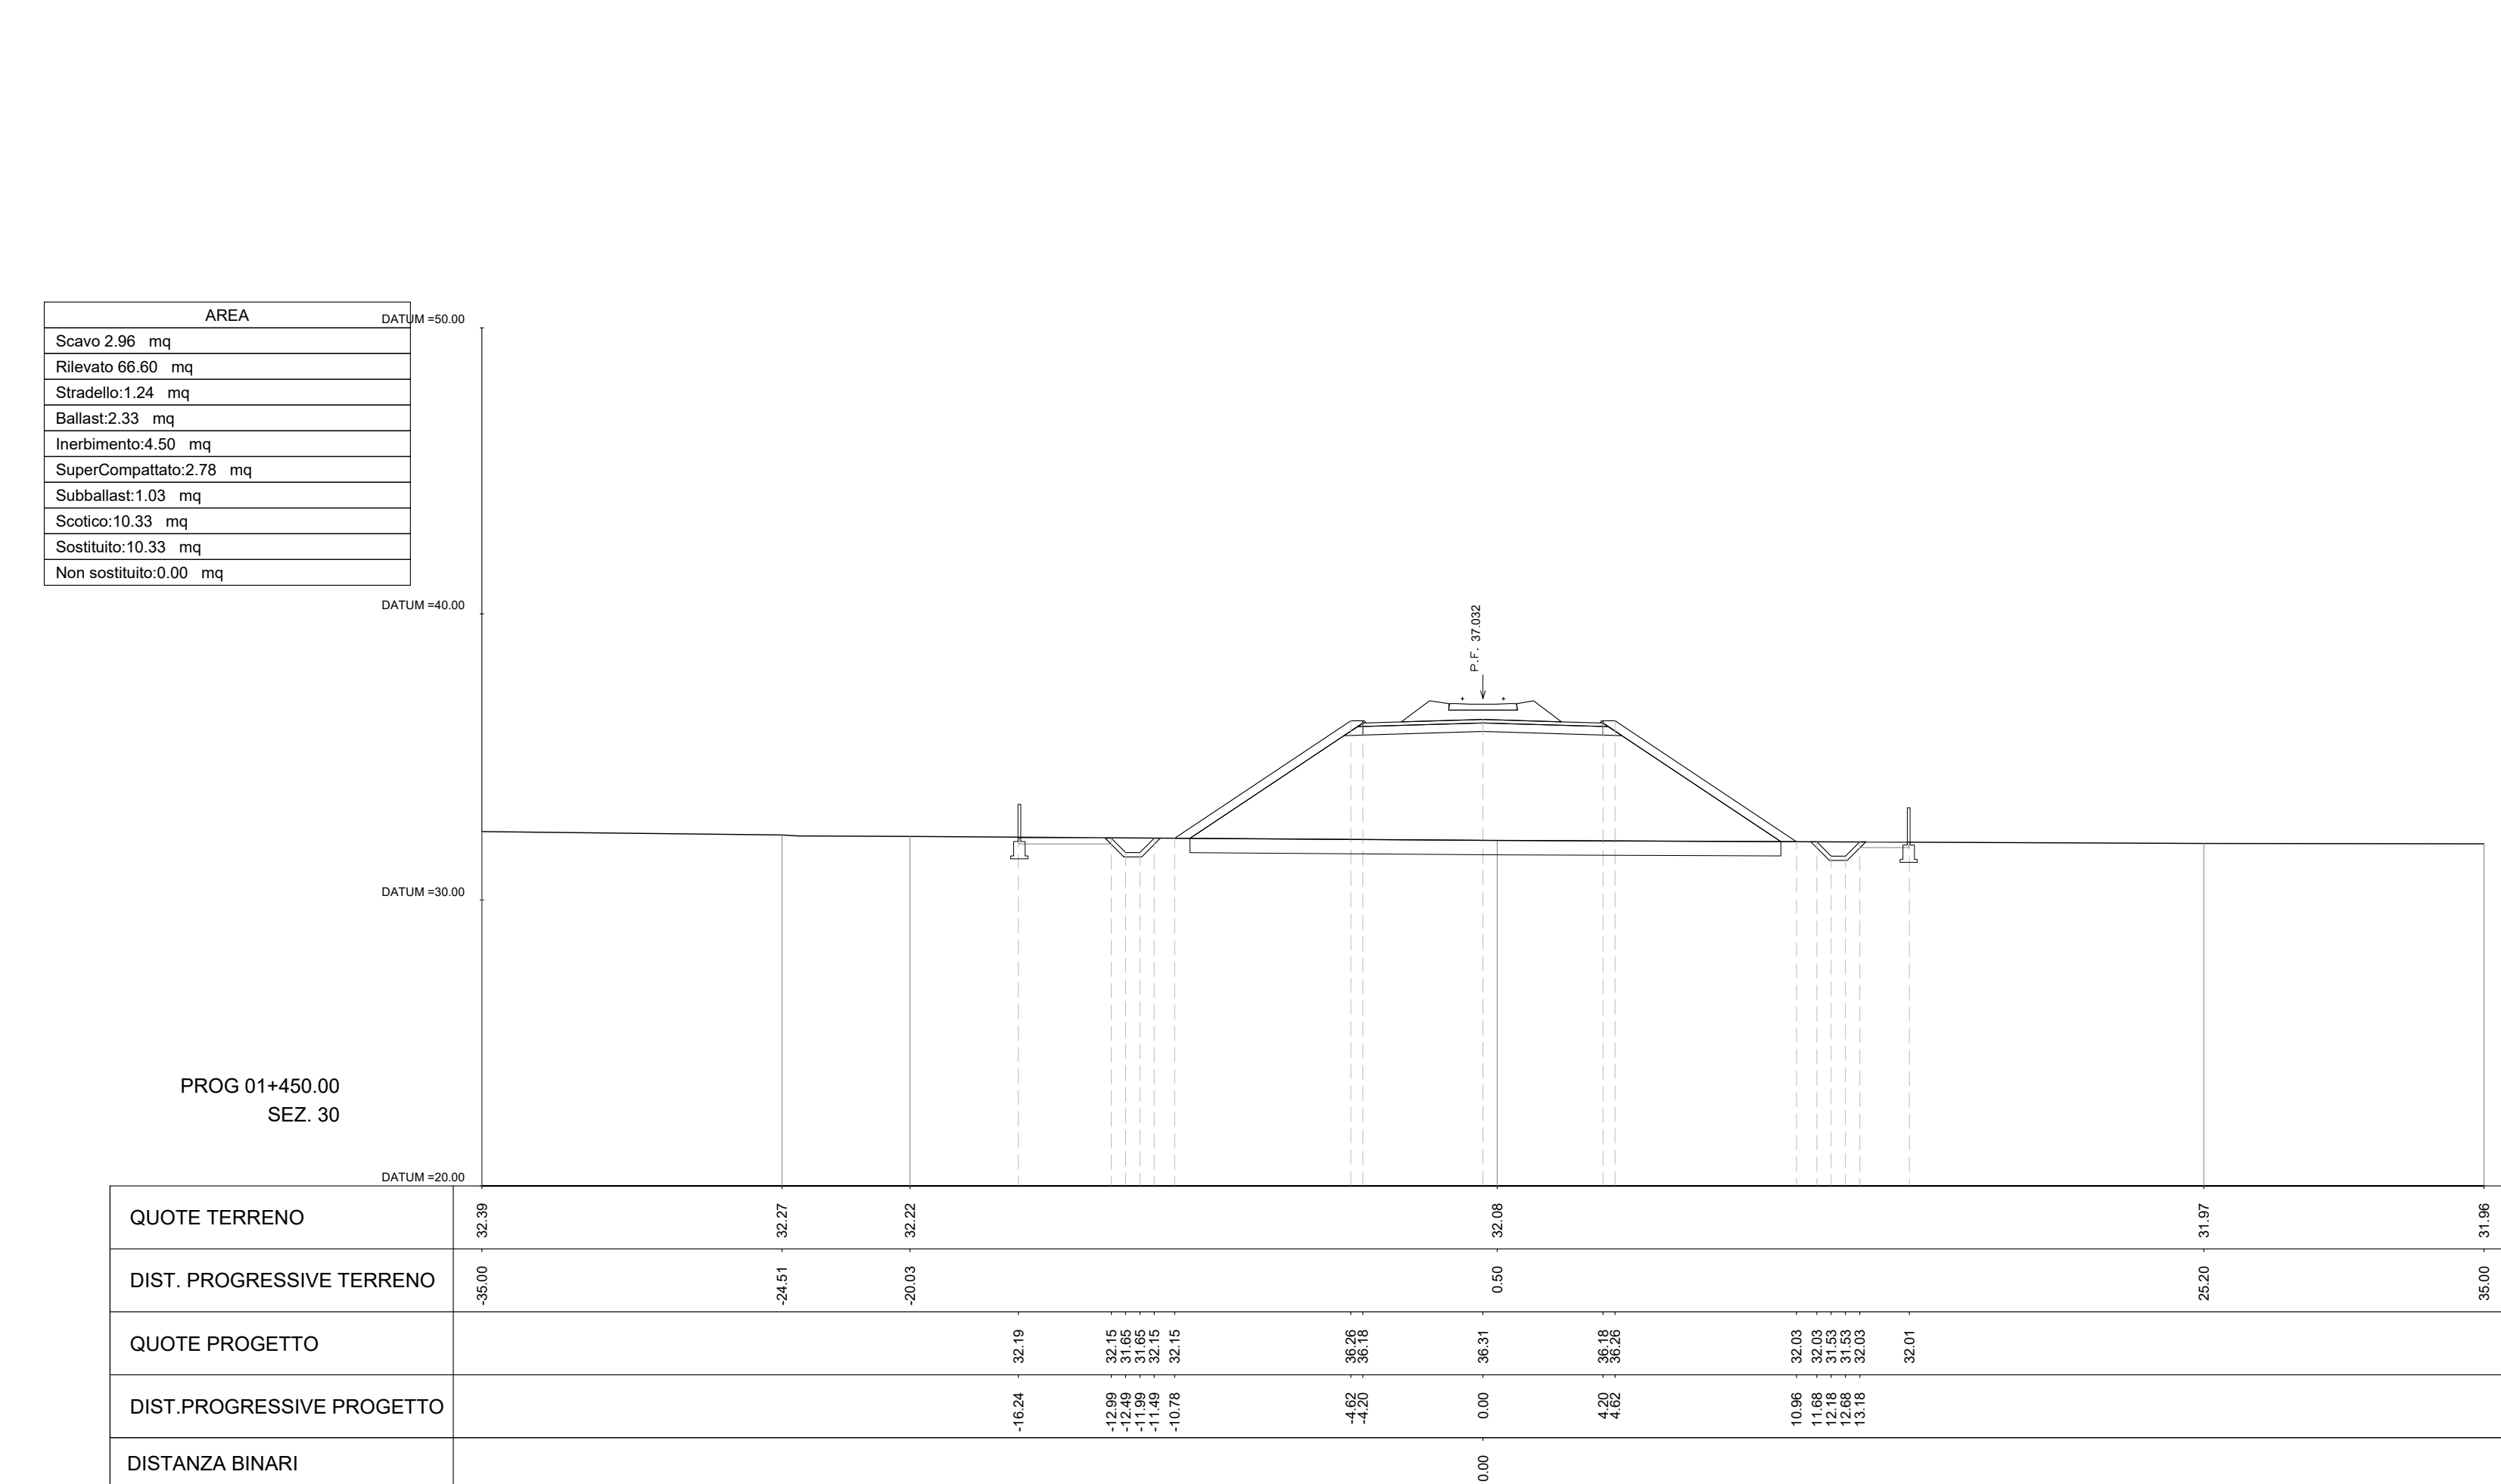 AREA
Scavo 2.96 mq
Rilevato 66.60 mq
Stradello:1.24 mq
Ballast:2.33 mq
Inerbimento:4.50 mq
SuperCompattato:2.78 mq
Subballast:1.03 mq
Scotico:10.33 mq
Sostituito:10.33 mq
Non sostituito:0.00 mq
DATUM =50.00
DATUM =40.00
P.F. 37.032
DATUM =30.00
PROG 01+450.00
SEZ. 30
DATUM =20.00
QUOTE TERRENO 32.39 32.27 32.22 32.08 31.97 31.96
DIST. PROGRESSIVE TERRENO -35.00 -24.51 -20.03 0.50 25.20 35.00
QUOTE PROGETTO 32.19 32.15 31.65 31.65 32.15 32.15 36.26 36.18 36.31 36.18 36.26 32.03 32.03 31.53 31.53 32.03 32.01
DIST.PROGRESSIVE PROGETTO -16.24 -12.99 -12.49 -11.99 -11.49 -10.78 -4.62 -4.20 0.00 4.20 4.62 10.96 11.68 12.18 12.68 13.18
DISTANZA BINARI 0.00